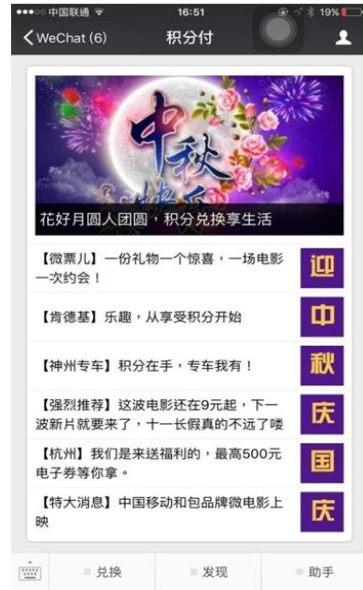 中国联通
16:51
19%
WeChat (6)
积分付
中秋
快乐
花好月圆人团圆，积分兑换享生活
【微票儿】一份礼物一个惊喜，一场电影
一次约会！
迎
【肯德基】乐趣，从享受积分开始
中
【神州专车】积分在手，专车我有！
秋
【强烈推荐】这波电影还在9元起，下一
波新片就要来了，十一长假真的不远了喽
庆
【杭州】我们是来送福利的，最高500元
电子券等你拿。
国
【特大消息】中国移动和包品牌微电影上
映
庆
兑换
发现
助手